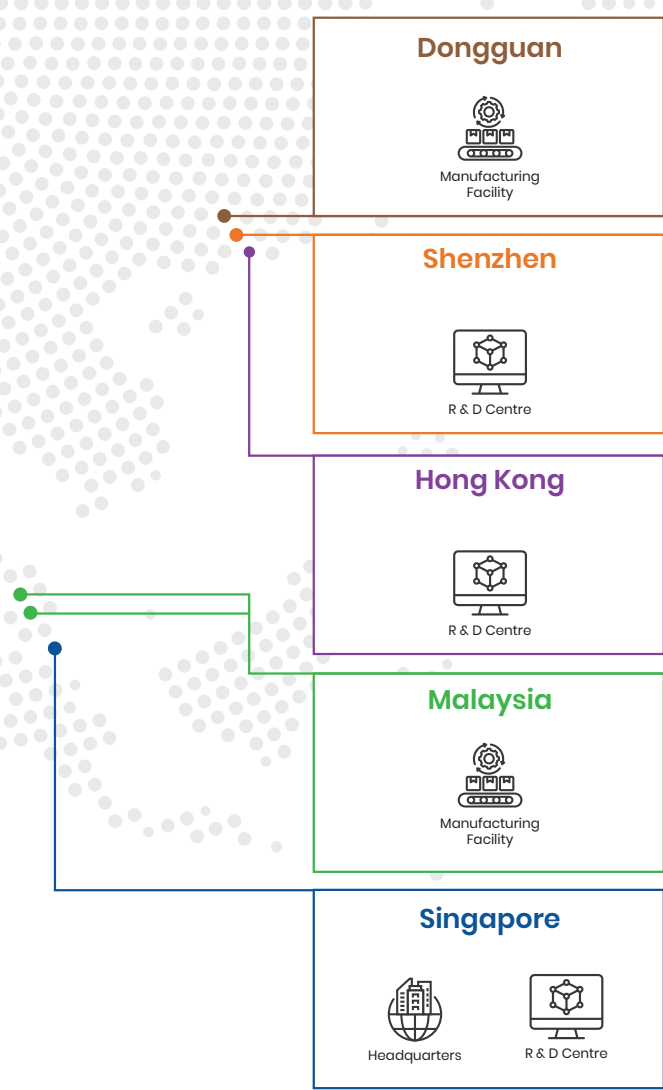 Dongguan
Manufacturing
Facility
Shenzhen
R & D Centre
Hong Kong
R & D Centre
Malaysia
Manufacturing
Facility
Singapore
Headquarters
R & D Centre